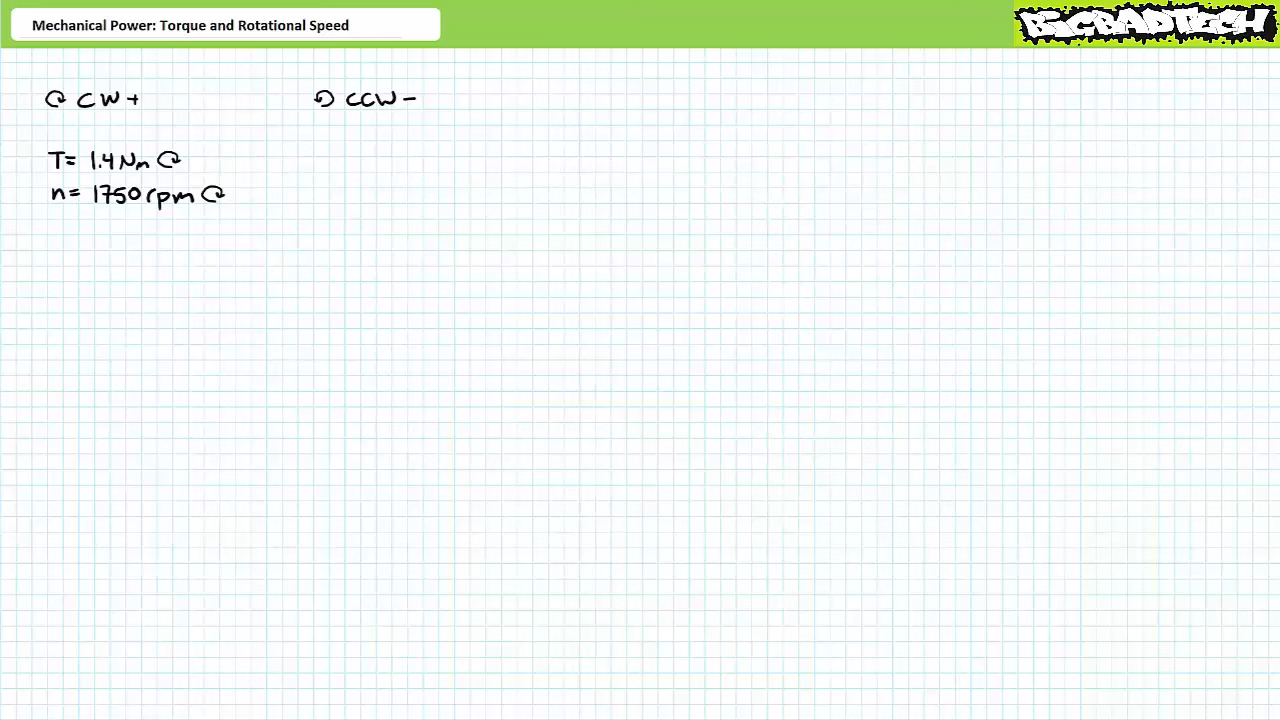 Mechanical Power: Torque and Rotational Speed
BIGBADTECH
CW + CCW -
T= 1.4 Nm
n= 1750 rpm